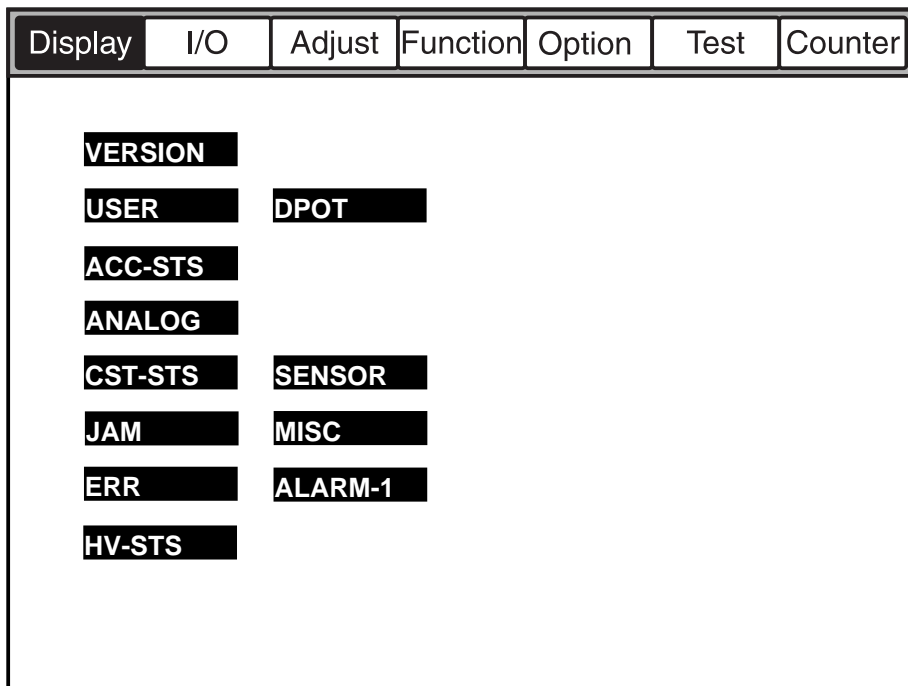 Display I/O Adjust Function Option Test Counter
VERSION
USER DPOT
ACC-STS
ANALOG
CST-STS SENSOR
JAM MISC
ERR ALARM-1
HV-STS